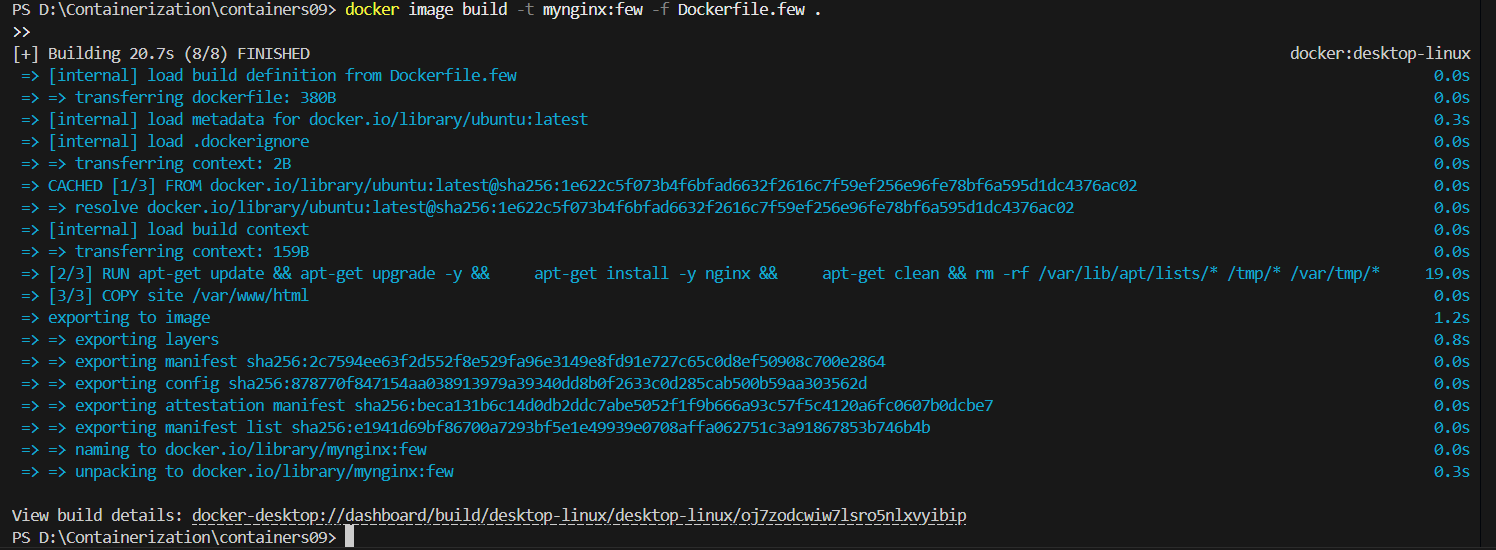 PS D:\Containerization\containers09> docker image build -t mynginx:few -f Dockerfile.few .
>>
[+] Building 20.7s (8/8) FINISHED docker:desktop-linux
=> [internal] load build definition from Dockerfile.few 0.0s
=> => transferring dockerfile: 380B 0.0s
=> [internal] load metadata for docker.io/library/ubuntu:latest 0.3s
=> [internal] load .dockerignore 0.0s
=> => transferring context: 2B 0.0s
=> CACHED [1/3] FROM docker.io/library/ubuntu:latest@sha256:1e622c5f073b4f6bfad6632f2616c7f59ef256e96fe78bf6a595d1dc4376ac02 0.0s
=> => resolve docker.io/library/ubuntu:latest@sha256:1e622c5f073b4f6bfad6632f2616c7f59ef256e96fe78bf6a595d1dc4376ac02 0.0s
=> [internal] load build context 0.0s
=> => transferring context: 159B 0.0s
=> [2/3] RUN apt-get update && apt-get upgrade -y &&     apt-get install -y nginx &&     apt-get clean && rm -rf /var/lib/apt/lists/* /tmp/* /var/tmp/* 19.0s
=> [3/3] COPY site /var/www/html 0.0s
=> exporting to image 1.2s
=> => exporting layers 0.8s
=> => exporting manifest sha256:2c7594ee63f2d552f8e529fa96e3149e8fd91e727c65c0d8ef50908c700e2864 0.0s
=> => exporting config sha256:878770f847154aa038913979a39340dd8b0f2633c0d285cab500b59aa303562d 0.0s
=> => exporting attestation manifest sha256:beca131b6c14d0db2ddc7abe5052f1f9b666a93c57f5c4120a6fc0607b0dcbe7 0.0s
=> => exporting manifest list sha256:e1941d69bf86700a7293bf5e1e49939e0708affa062751c3a91867853b746b4b 0.0s
=> => naming to docker.io/library/mynginx:few 0.0s
=> => unpacking to docker.io/library/mynginx:few 0.3s
View build details: docker-desktop://dashboard/build/desktop-linux/desktop-linux/oj7zodcwiw7lsro5nlxvyibip
PS D:\Containerization\containers09>